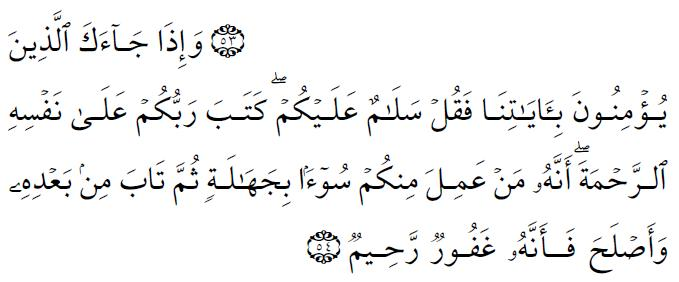 ۝٥٣ وَإِذَا جَآءَكَ ٱلَّذِينَ
يُؤۡمِنُونَ بِـَٔايَٰتِنَا فَقُلۡ سَلَٰمٌ عَلَيۡكُمۡۖ كَتَبَ رَبُّكُمۡ عَلَىٰ نَفۡسِهِ
ٱلرَّحۡمَةَۖ أَنَّهُۥ مَنۡ عَمِلَ مِنكُمۡ سُوٓءَۢا بِجَهَٰلَةٖ ثُمَّ تَابَ مِنۢ بَعۡدِهِۦ
وَأَصۡلَحَ فَأَنَّهُۥ غَفُورٞ رَّحِيمٞ ۝٥٤